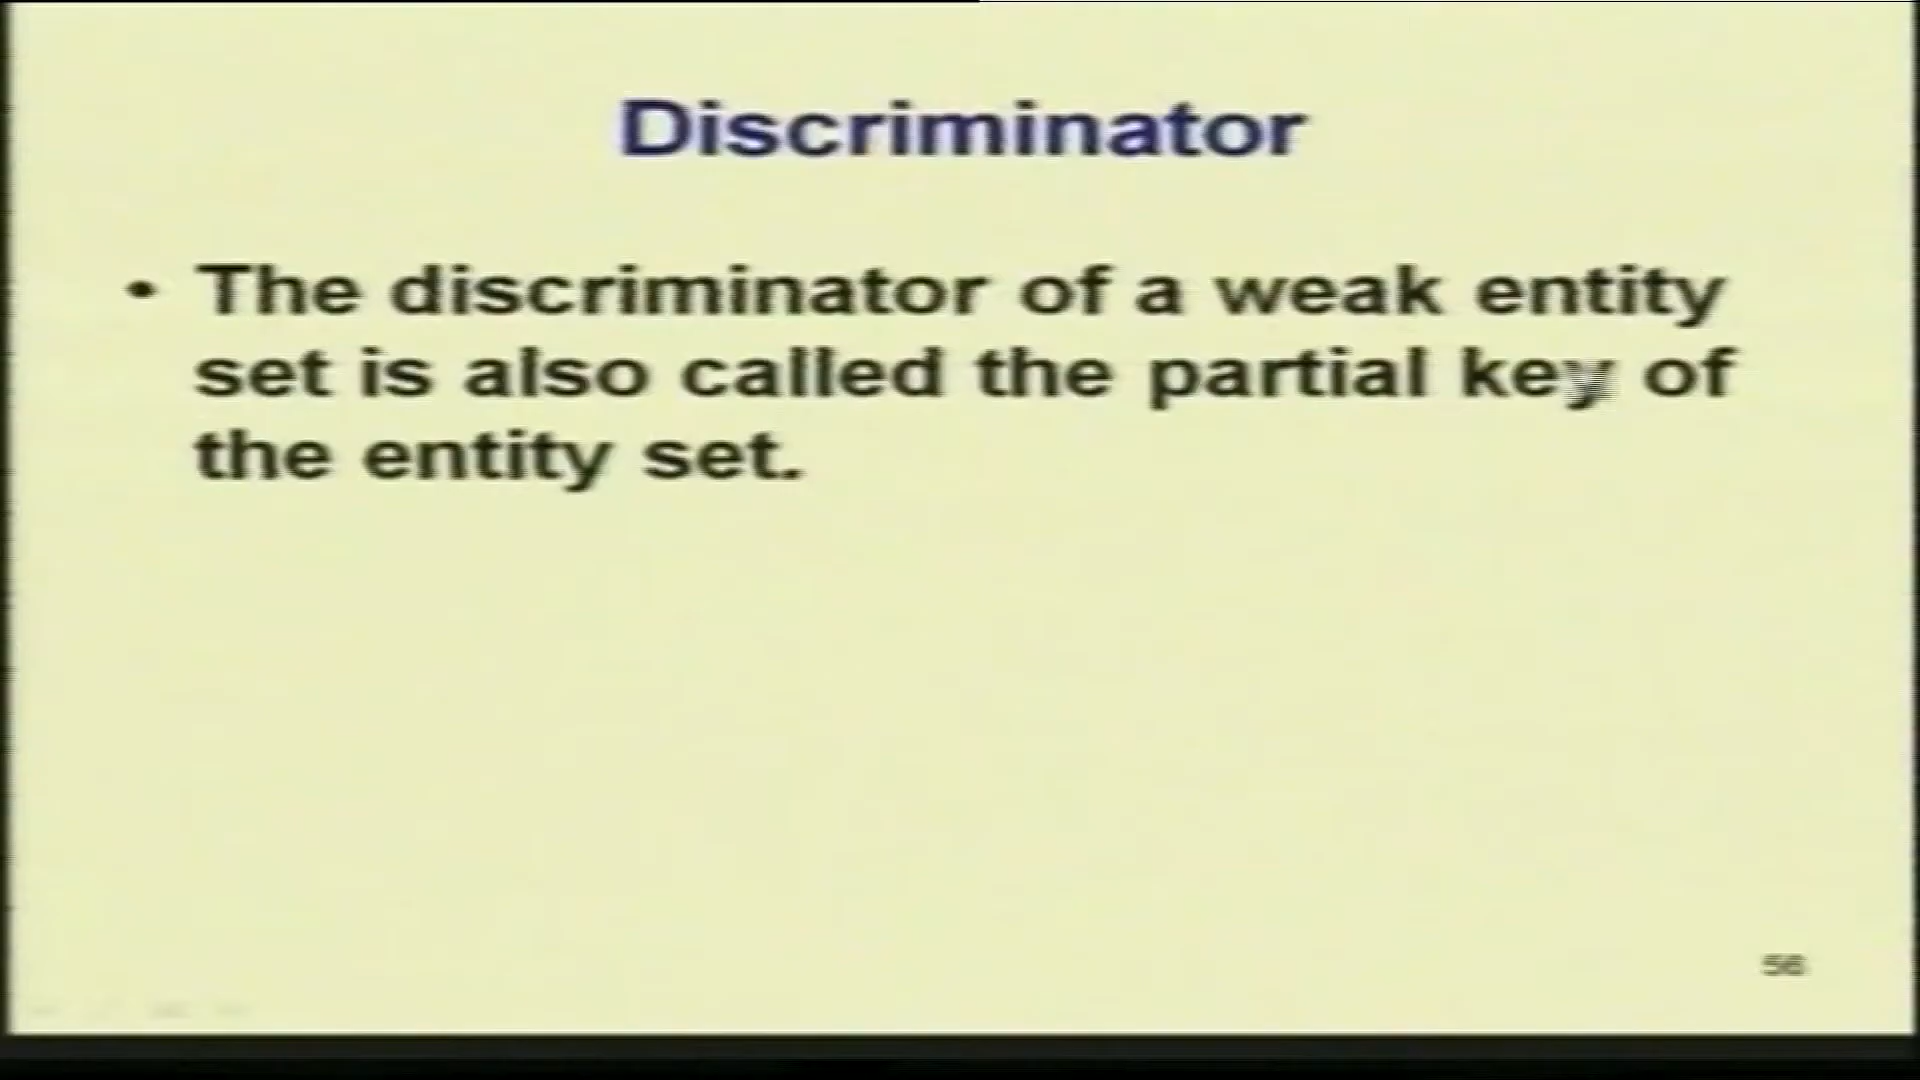 Discriminator
• The discriminator of a weak entity
set is also called the partial key of
the entity set.
56